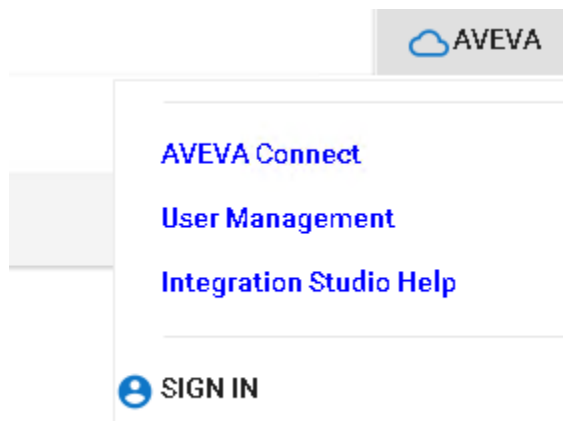 AVEVA
AVEVA Connect
User Management
Integration Studio Help
SIGN IN